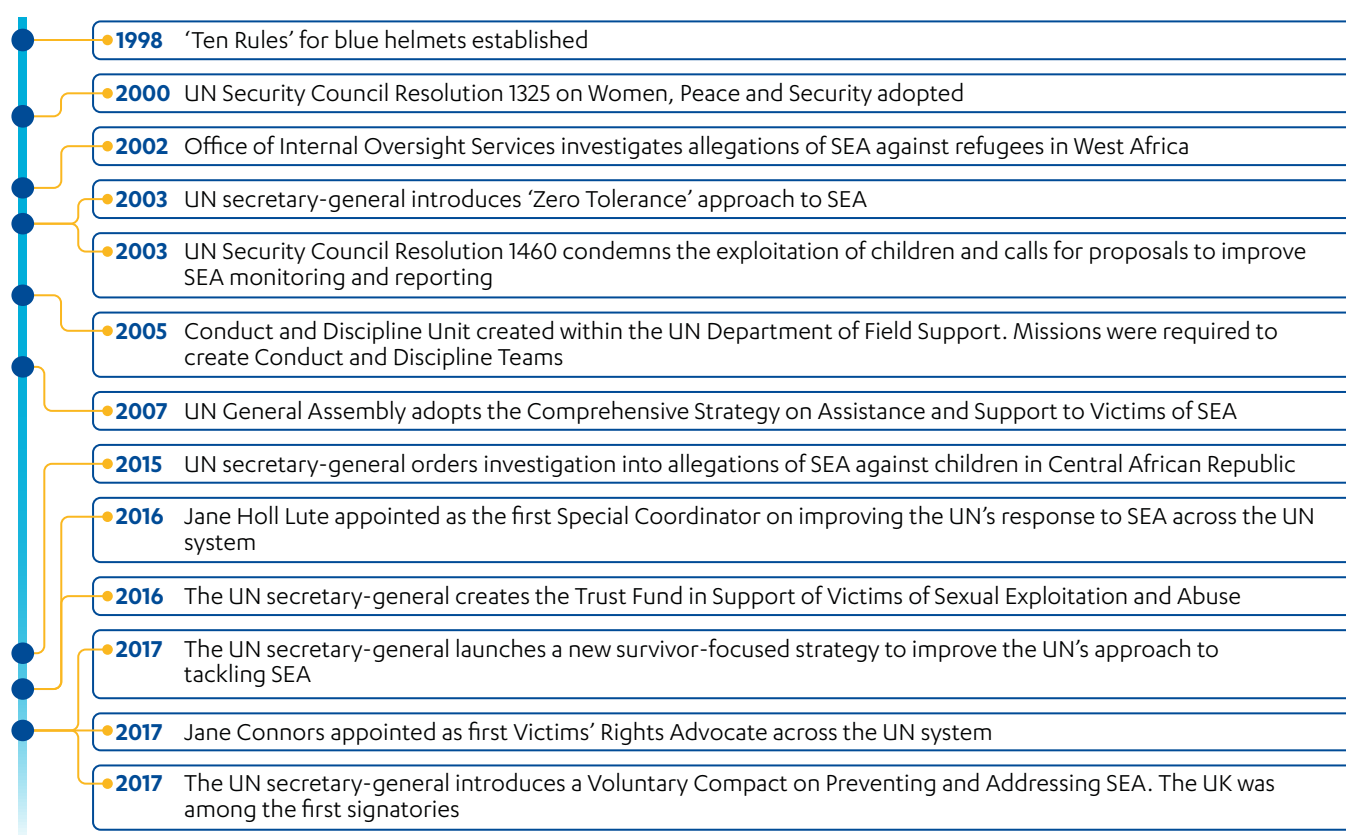 1998 ‘Ten Rules’ for blue helmets established
2000 UN Security Council Resolution 1325 on Women, Peace and Security adopted
2002 Office of Internal Oversight Services investigates allegations of SEA against refugees in West Africa
2003 UN secretary-general introduces ‘Zero Tolerance’ approach to SEA
2003 UN Security Council Resolution 1460 condemns the exploitation of children and calls for proposals to improve
SEA monitoring and reporting
2005 Conduct and Discipline Unit created within the UN Department of Field Support. Missions were required to
create Conduct and Discipline Teams
2007 UN General Assembly adopts the Comprehensive Strategy on Assistance and Support to Victims of SEA
2015 UN secretary-general orders investigation into allegations of SEA against children in Central African Republic
2016 Jane Holl Lute appointed as the first Special Coordinator on improving the UN’s response to SEA across the UN
system
2016 The UN secretary-general creates the Trust Fund in Support of Victims of Sexual Exploitation and Abuse
2017 The UN secretary-general launches a new survivor-focused strategy to improve the UN’s approach to
tackling SEA
2017 Jane Connors appointed as first Victims’ Rights Advocate across the UN system
2017 The UN secretary-general introduces a Voluntary Compact on Preventing and Addressing SEA. The UK was
among the first signatories